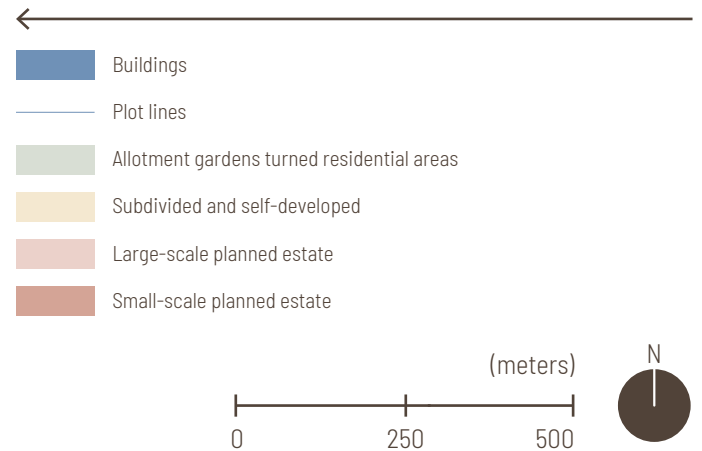 Buildings
Plot lines
Allotment gardens turned residential areas
Subdivided and self-developed
Large-scale planned estate
Small-scale planned estate
(meters)
N
0 250 500